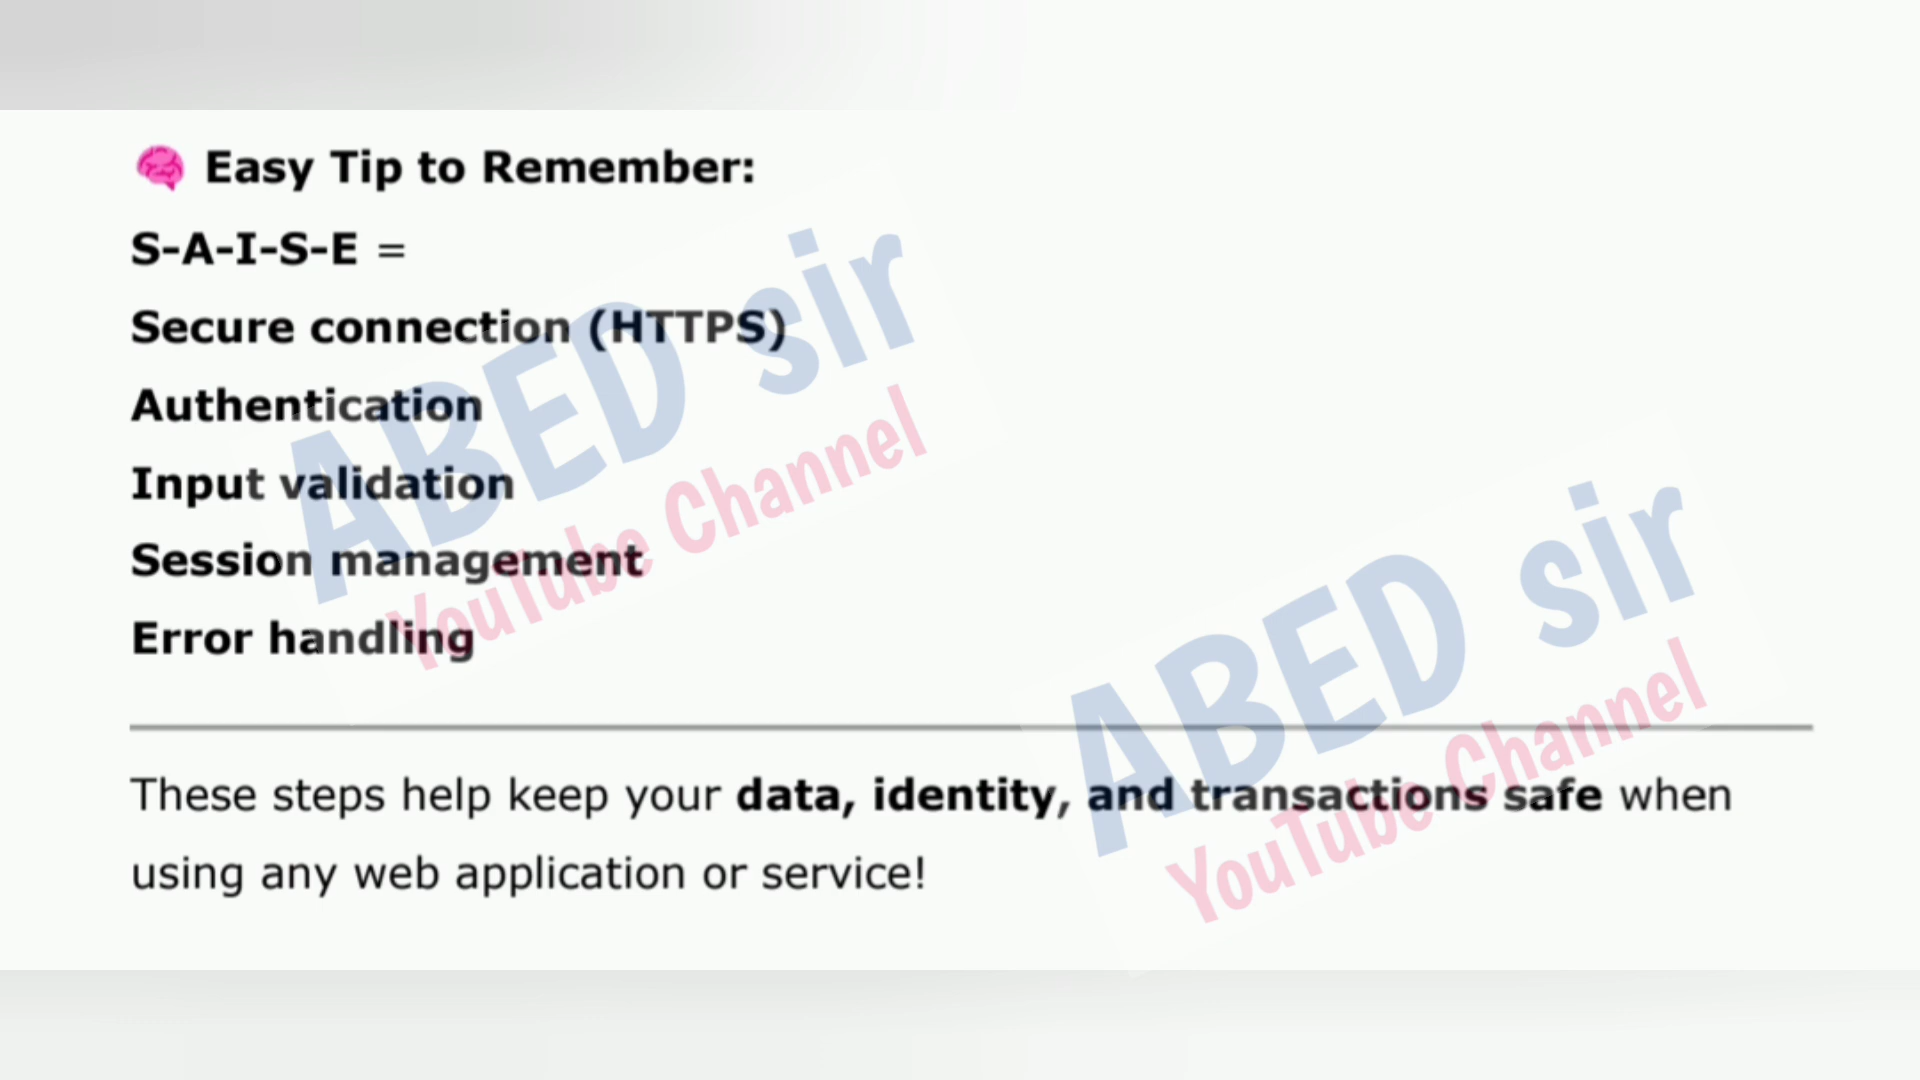 🧠 Easy Tip to Remember:
S-A-I-S-E =
Secure connection (HTTPS)
Authentication
Input validation
Session management
Error handling
These steps help keep your data, identity, and transactions safe when
using any web application or service!
ABED sir
YouTube Channel
ABED sir
YouTube Channel